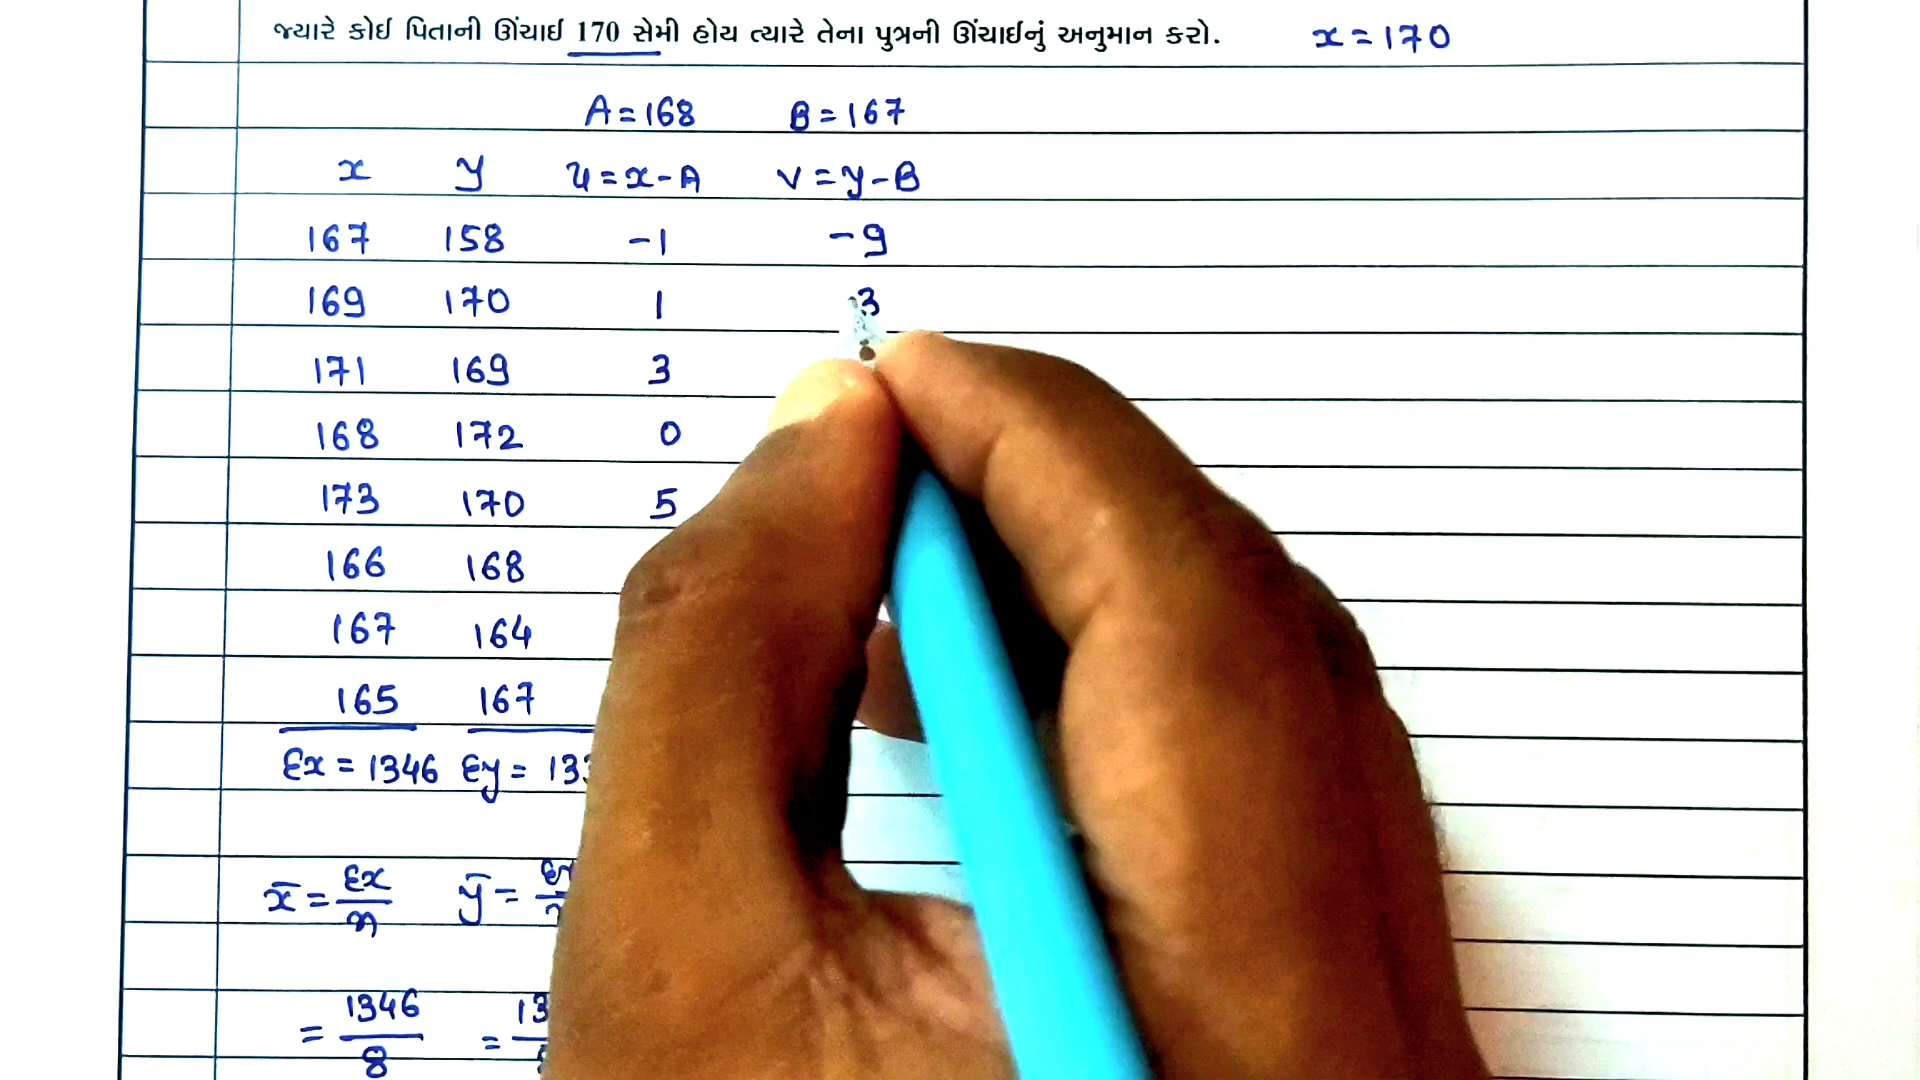 જ્યારે કોઈ પિતાની ઊંચાઈ 170 સેમી હોય ત્યારે તેના પુત્રની ઊંચાઈનું અનુમાન કરો. x = 170
A = 168 B = 167
x y u = x - A v = y - B
167 158 -1 -9
169 170 1 3
171 169 3
168 172 0
173 170 5
166 168
167 164
165 167
Σx = 1346 Σy = 13
x̄ = Σx/n ȳ =
= 1346/8 = 13